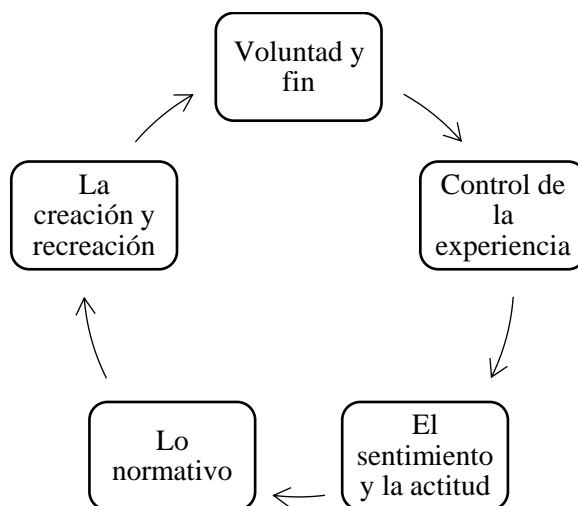 Voluntad y
fin
Control de
la
experiencia
El
sentimiento
y la actitud
Lo
normativo
La
creación y
recreación